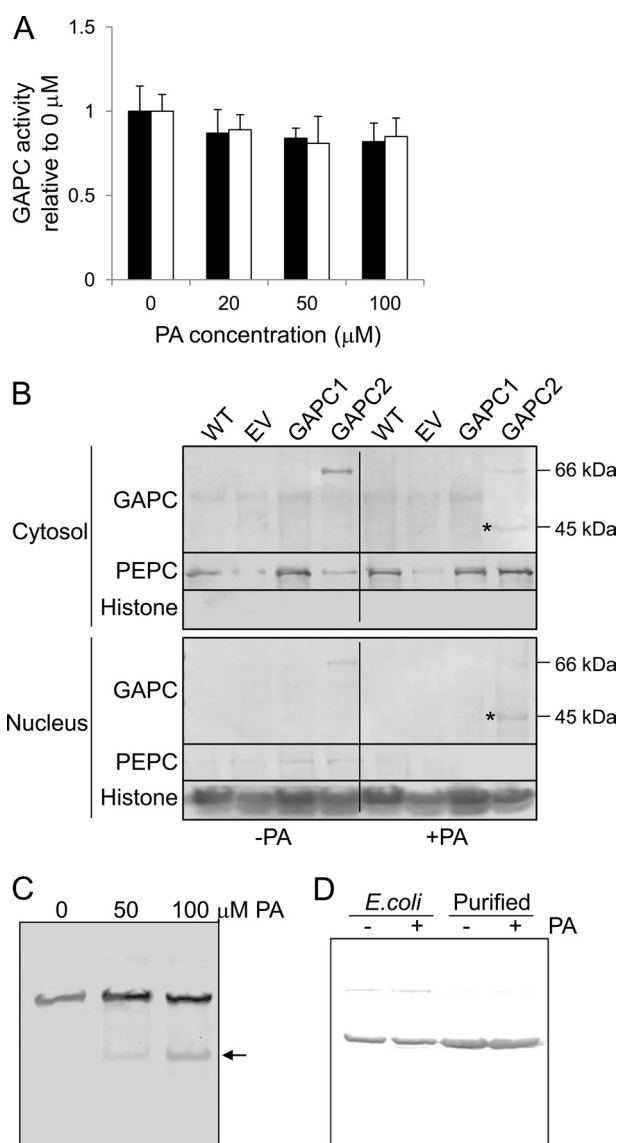 A
GAPC activity
relative to 0 μM
1.5
1
0.5
0
0 20 50 100
PA concentration (μM)
B
WT EV GAPC1 GAPC2 WT EV GAPC1 GAPC2
Cytosol
GAPC
66 kDa
* 45 kDa
PEPC
Histone
Nucleus
GAPC
66 kDa
* 45 kDa
PEPC
Histone
-PA +PA
C
0 50 100 μM PA
D
E.coli Purified
- + - + PA